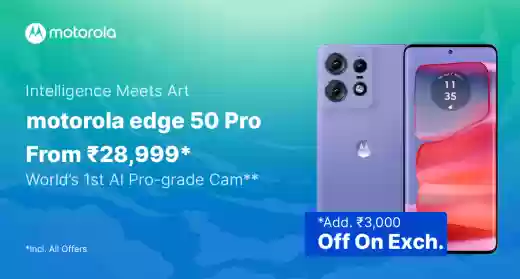 motorola
Intelligence Meets Art
motorola edge 50 Pro
From ₹28,999*
World's 1st AI Pro-grade Cam**
*Incl. All Offers
11
35
*Add. ₹3,000
Off On Exch.